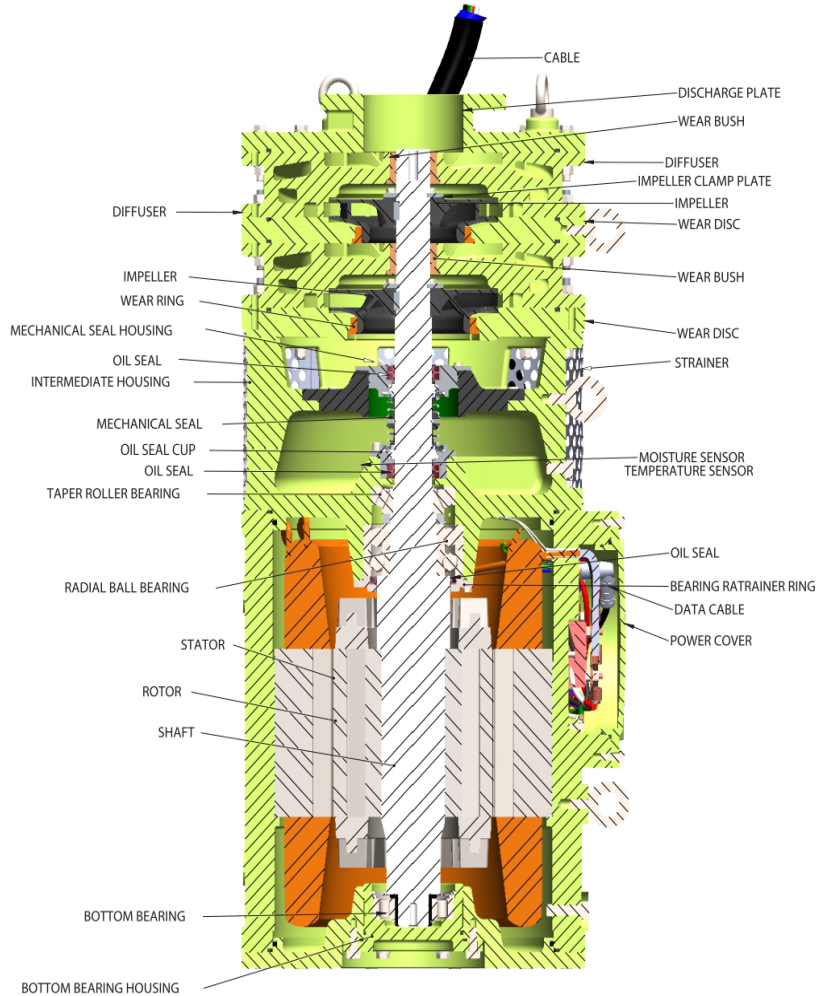 CABLE
DISCHARGE PLATE
WEAR BUSH
DIFFUSER
IMPELLER CLAMP PLATE
IMPELLER
DIFFUSER
WEAR DISC
IMPELLER
WEAR BUSH
WEAR RING
MECHANICAL SEAL HOUSING
WEAR DISC
OIL SEAL
STRAINER
INTERMEDIATE HOUSING
MECHANICAL SEAL
OIL SEAL CUP
MOISTURE SENSOR
OIL SEAL
TEMPERATURE SENSOR
TAPER ROLLER BEARING
OIL SEAL
RADIAL BALL BEARING
BEARING RATRAINER RING
DATA CABLE
POWER COVER
STATOR
ROTOR
SHAFT
BOTTOM BEARING
BOTTOM BEARING HOUSING